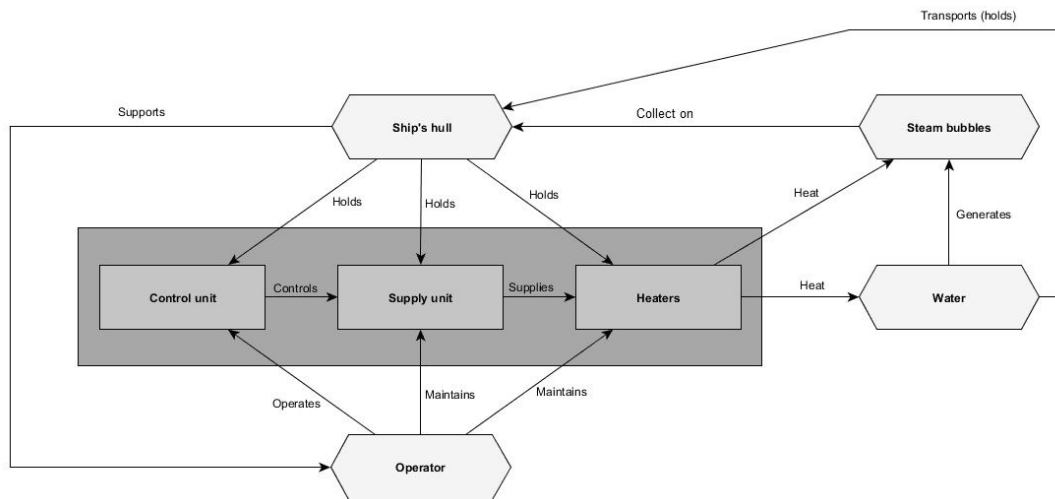 Transports (holds)
Supports
Ship's hull
Collect on
Steam bubbles
Holds
Holds
Holds
Heat
Generates
Control unit
Controls
Supply unit
Supplies
Heaters
Heat
Water
Operates
Maintains
Maintains
Operator